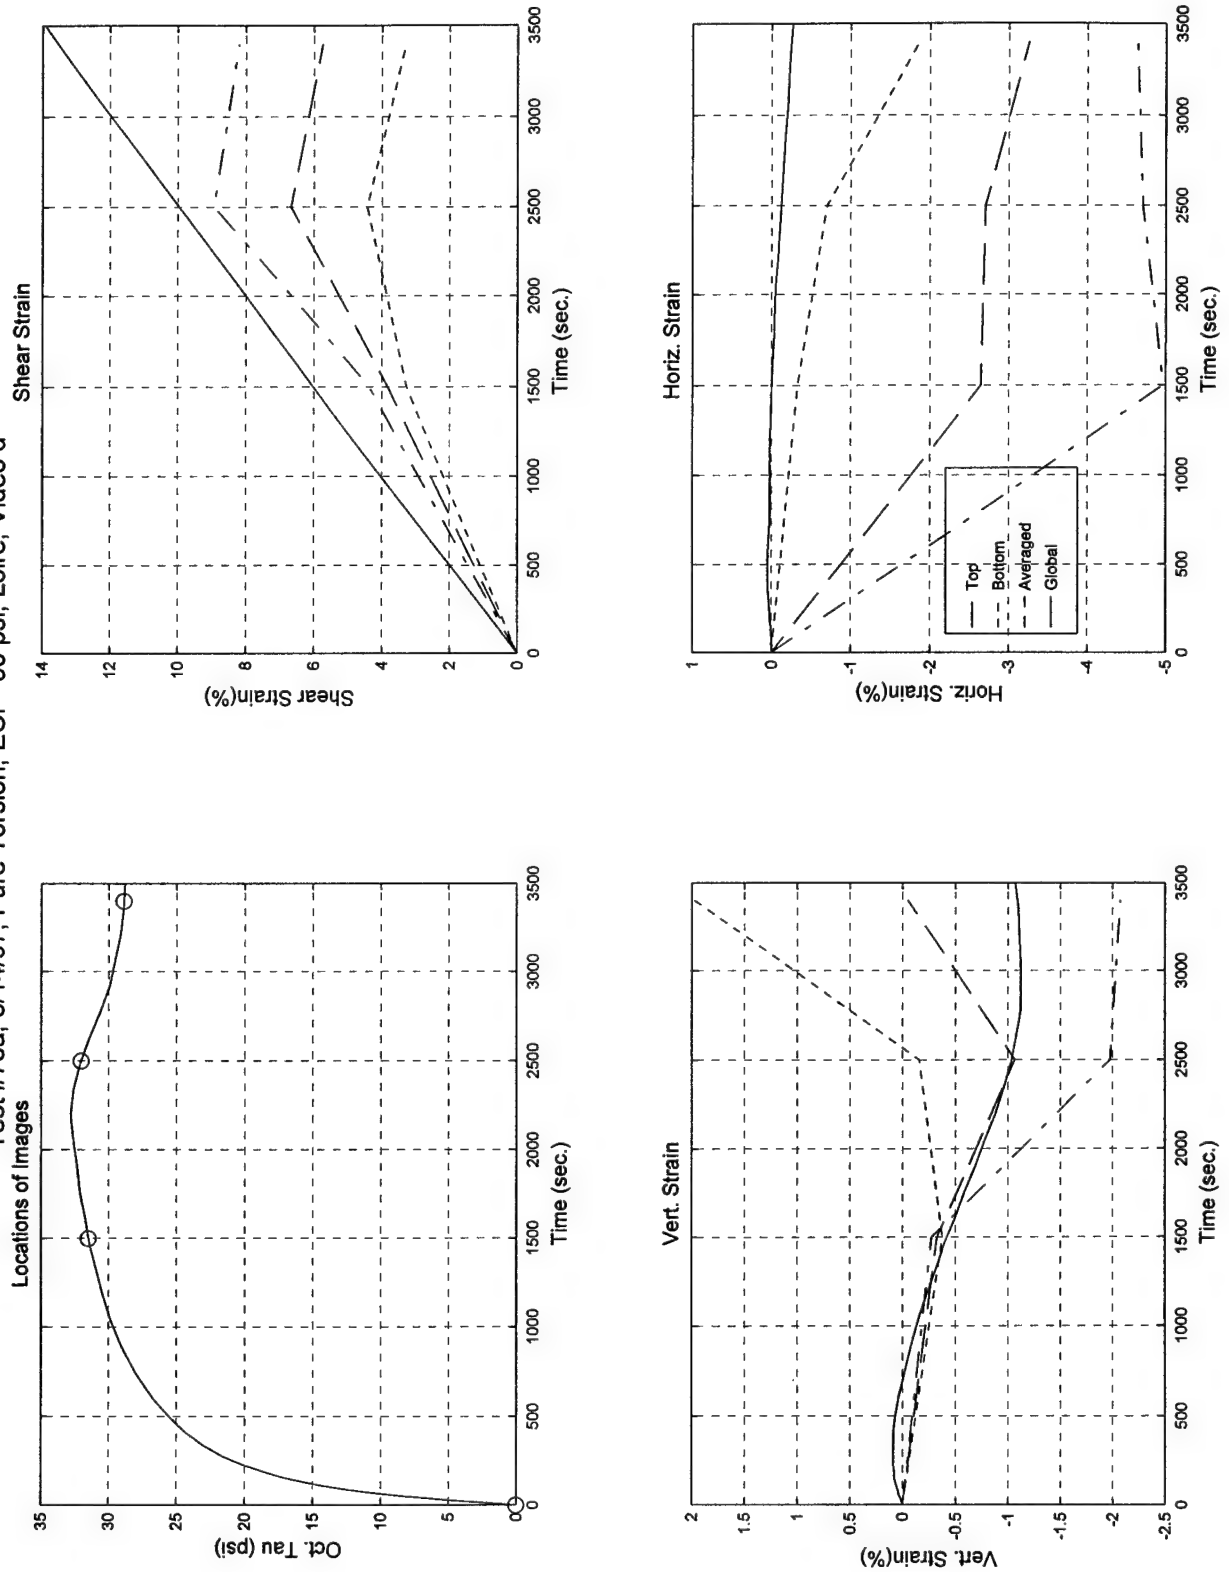 Pure Torsion, psi, Video d
Locations of Images
35
30
25
20
15
10
5
0
Oct. Tau (psi)
0 500 1000 1500 2000 2500 3000 3500
Time (sec.)
Shear Strain
14
12
10
8
6
4
2
0
Shear Strain(%)
0 500 1000 1500 2000 2500 3000 3500
Time (sec.)
Vert. Strain
2
1.5
1
0.5
0
-0.5
-1
-1.5
-2
-2.5
Vert. Strain(%)
0 500 1000 1500 2000 2500 3000 3500
Time (sec.)
Horiz. Strain
1
0
-1
-2
-3
-4
-5
Horiz. Strain(%)
Top
Bottom
Averaged
Global
0 500 1000 1500 2000 2500 3000 3500
Time (sec.)